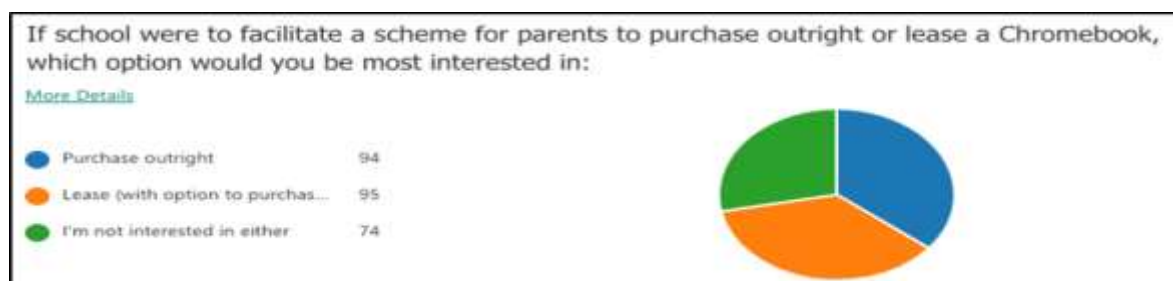 If school were to facilitate a scheme for parents to purchase outright or lease a Chromebook,
which option would you be most interested in:
More Details
Purchase outright 94
Lease (with option to purchas... 95
I'm not interested in either 74